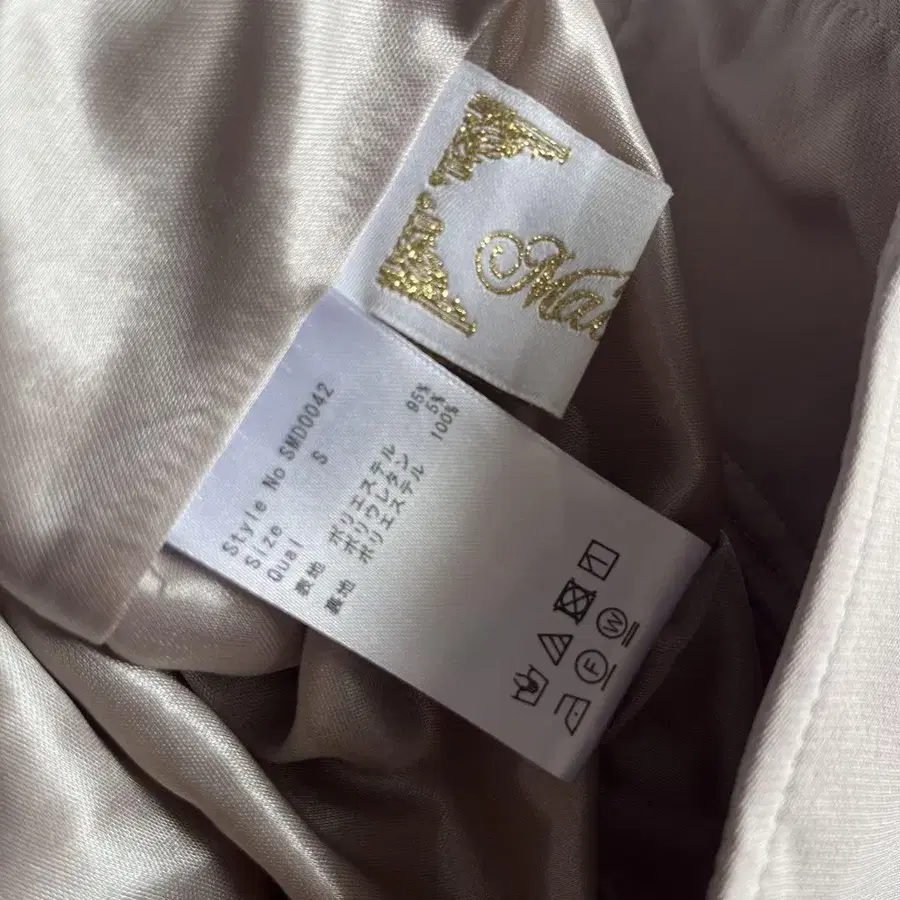 Style No SMD0042
Size S
Qual
表地 ポリエステル 95%
ポリウレタン 5%
裏地 ポリエステル 100%
F
W